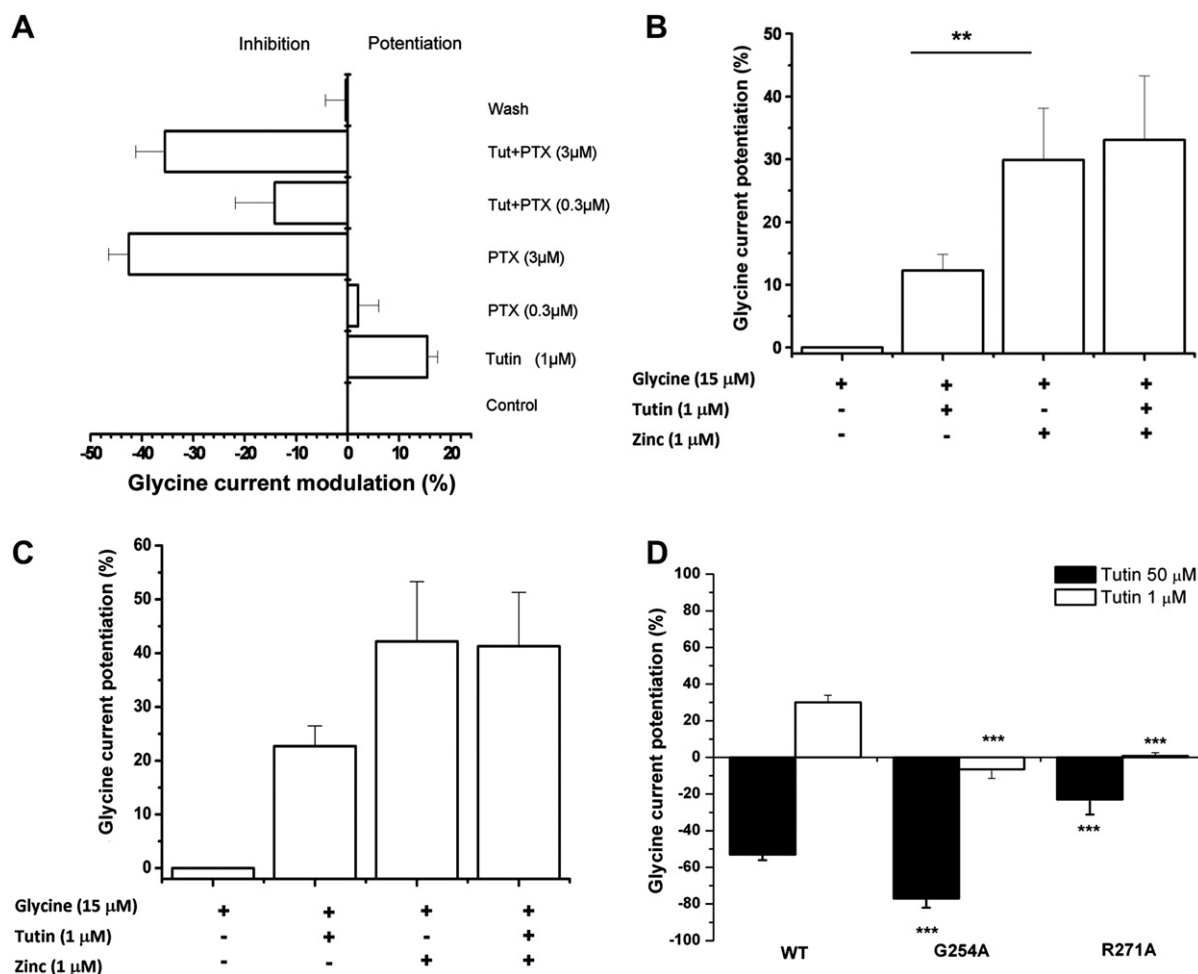 A
Inhibition Potentiation
Wash
Tut+PTX (3µM)
Tut+PTX (0.3µM)
PTX (3µM)
PTX (0.3µM)
Tutin (1µM)
Control
-50 -40 -30 -20 -10 0 10 20
Glycine current modulation (%)
B
Glycine current potentiation (%)
50
40
30
20
10
0
**
Glycine (15 µM) + + + +
Tutin (1 µM) - + - +
Zinc (1 µM) - - + +
C
Glycine current potentiation (%)
60
50
40
30
20
10
0
Glycine (15 µM) + + + +
Tutin (1 µM) - + - +
Zinc (1 µM) - - + +
D
Glycine current potentiation (%)
100
80
60
40
20
0
-20
-40
-60
-80
-100
Tutin 50 µM
Tutin 1 µM
*** ***
***
***
WT G254A R271A